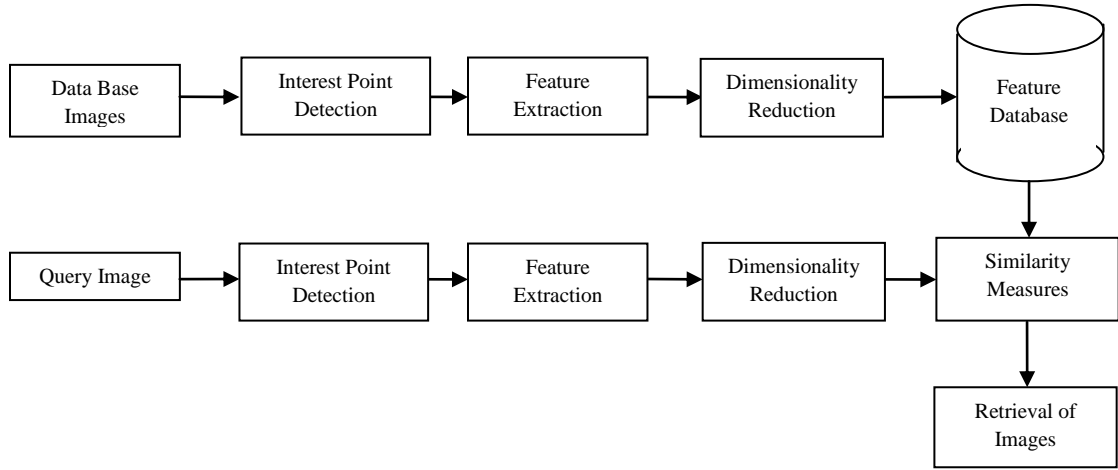 Data Base
Images
Interest Point
Detection
Feature
Extraction
Dimensionality
Reduction
Feature
Database
Query Image
Interest Point
Detection
Feature
Extraction
Dimensionality
Reduction
Similarity
Measures
Retrieval of
Images